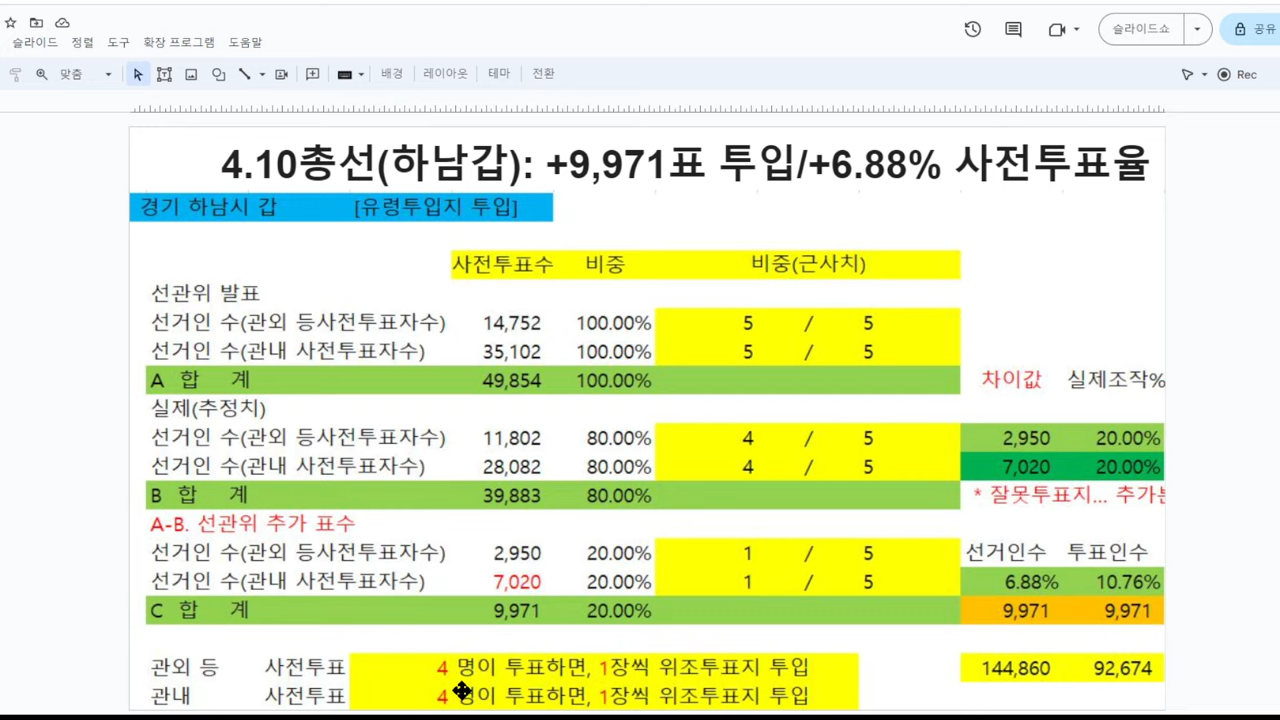 슬라이드 정렬 도구 확장 프로그램 도움말 슬라이드쇼 공유
맞춤 배경 레이아웃 테마 전환 Rec
4.10총선(하남갑): +9,971표 투입/+6.88% 사전투표율
경기 하남시 갑 [유령투입지 투입]
사전투표수 비중 비중(근사치)
선관위 발표
선거인 수(관외 등사전투표자수) 14,752 100.00% 5 / 5
선거인 수(관내 사전투표자수) 35,102 100.00% 5 / 5
A 합 계 49,854 100.00% 차이값 실제조작%
실제(추정치)
선거인 수(관외 등사전투표자수) 11,802 80.00% 4 / 5 2,950 20.00%
선거인 수(관내 사전투표자수) 28,082 80.00% 4 / 5 7,020 20.00%
B 합 계 39,883 80.00% * 잘못투표지... 추가
A-B. 선관위 추가 표수
선거인 수(관외 등사전투표자수) 2,950 20.00% 1 / 5 선거인수 투표인수
선거인 수(관내 사전투표자수) 7,020 20.00% 1 / 5 6.88% 10.76%
C 합 계 9,971 20.00% 9,971 9,971
관외 등 사전투표 4 명이 투표하면, 1장씩 위조투표지 투입 144,860 92,674
관내 사전투표 4 명이 투표하면, 1장씩 위조투표지 투입